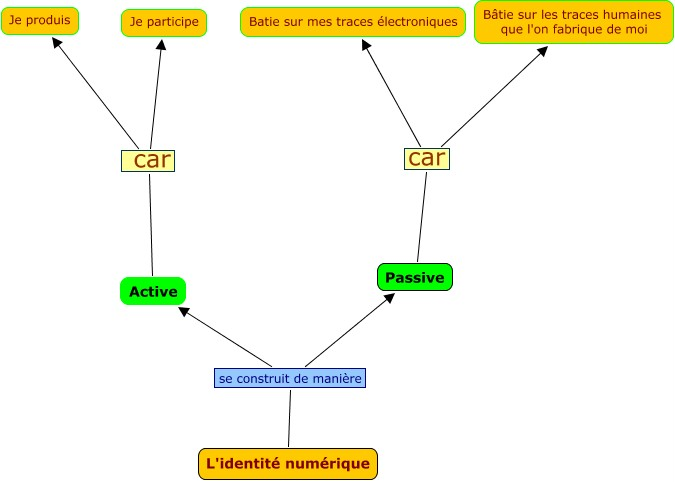 Je produis
Je participe
Batie sur mes traces électroniques
Bâtie sur les traces humaines
que l'on fabrique de moi
car
car
Active
Passive
se construit de manière
L'identité numérique